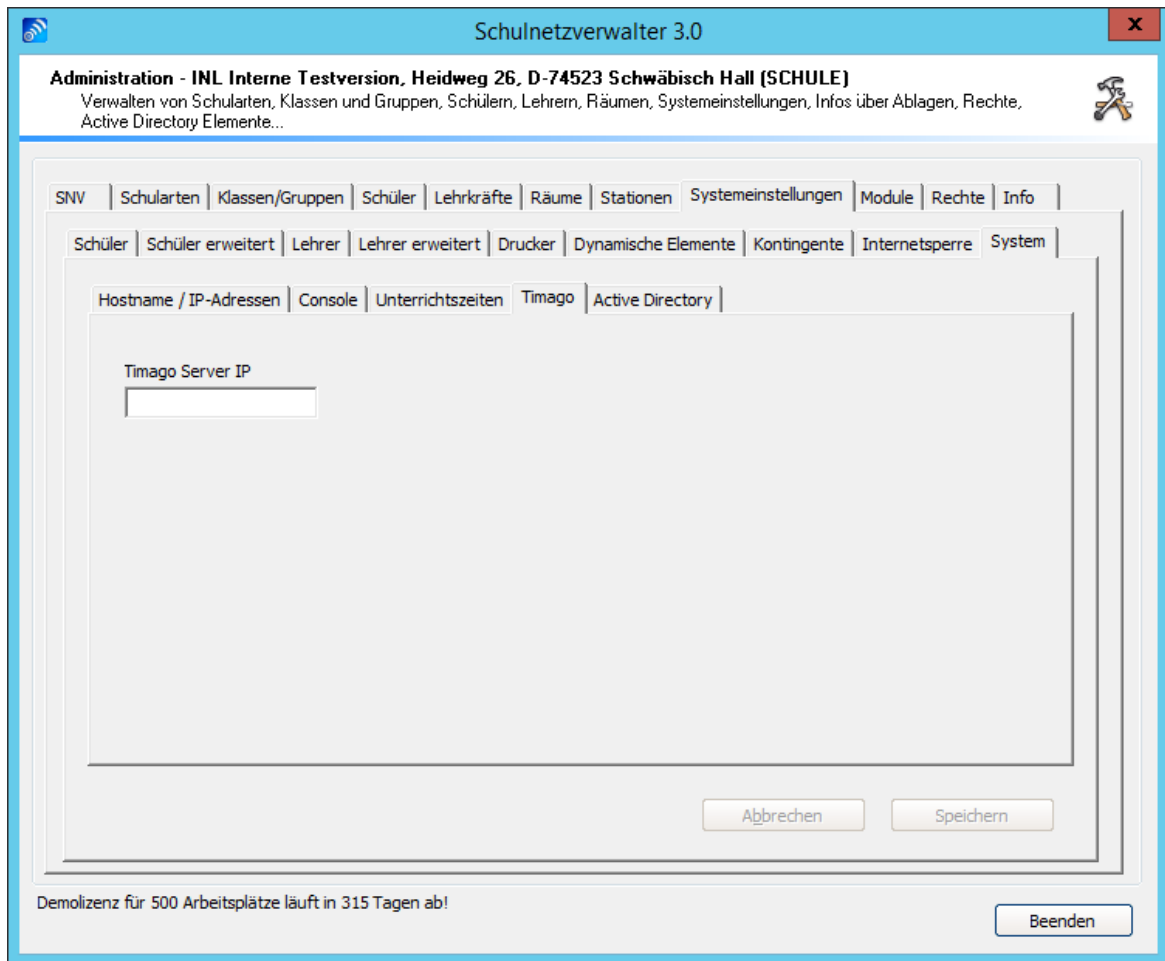 Schulnetzverwalter 3.0
x
Administration - INL Interne Testversion, Heidweg 26, D-74523 Schwäbisch Hall (SCHULE)
Verwalten von Schularten, Klassen und Gruppen, Schülern, Lehrern, Räumen, Systemeinstellungen, Infos über Ablagen, Rechte,
Active Directory Elemente...
SNV Schularten Klassen/Gruppen Schüler Lehrkräfte Räume Stationen Systemeinstellungen Module Rechte Info
Schüler Schüler erweitert Lehrer Lehrer erweitert Drucker Dynamische Elemente Kontingente Internetsperre System
Hostname / IP-Adressen Console Unterrichtszeiten Timago Active Directory
Timago Server IP
Abbrechen Speichern
Demolizenz für 500 Arbeitsplätze läuft in 315 Tagen ab!
Beenden